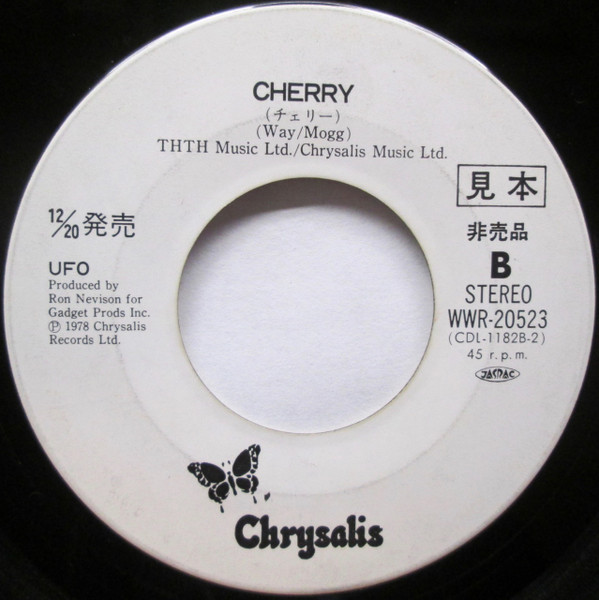 CHERRY
(チェリー)
(Way/Mogg)
THTH Music Ltd./Chrysalis Music Ltd.
見本
12/20 発売
非売品
B
STEREO
WWR-20523
(CDL-1182B-2)
45 r.p.m.
JASRAC
UFO
Produced by
Ron Nevison for
Gadget Prods Inc.
Ⓟ 1978 Chrysalis
Records Ltd.
Chrysalis